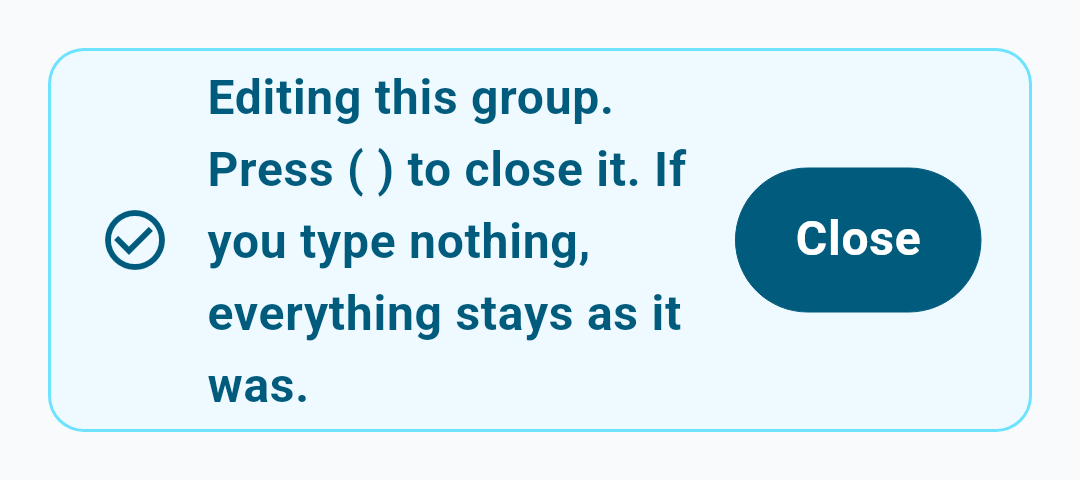 Editing this group.
Press ( ) to close it. If
you type nothing,
everything stays as it
was.
Close